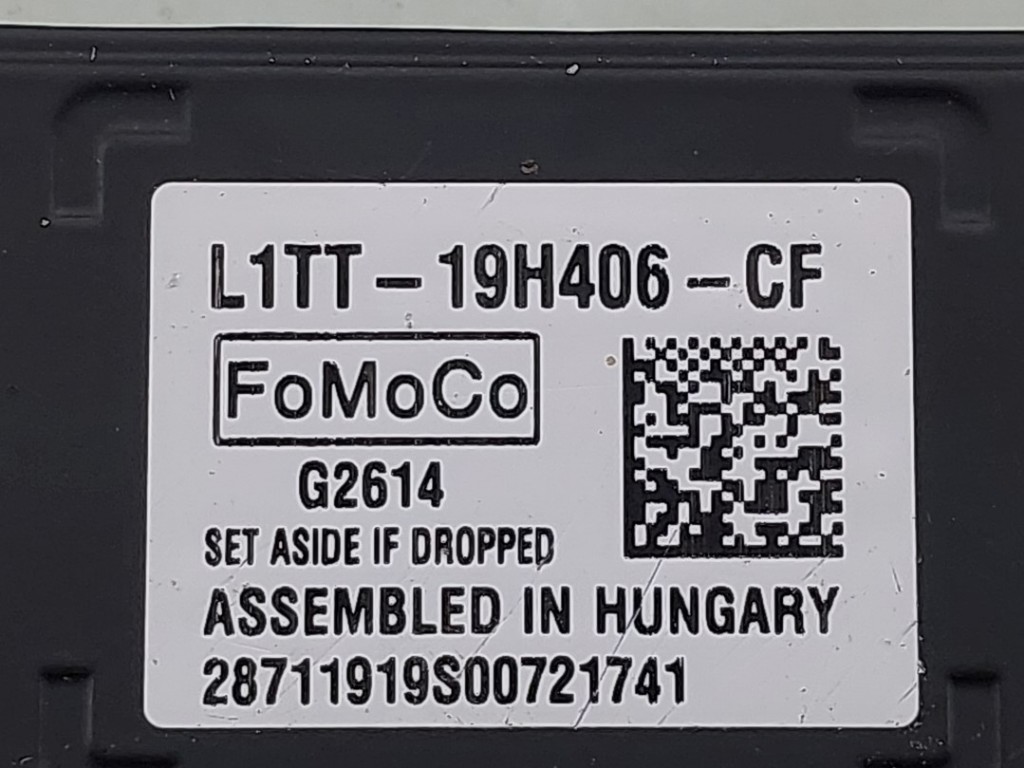 L1TT-19H406-CF
FoMoCo
G2614
SET ASIDE IF DROPPED
ASSEMBLED IN HUNGARY
28711919S00721741